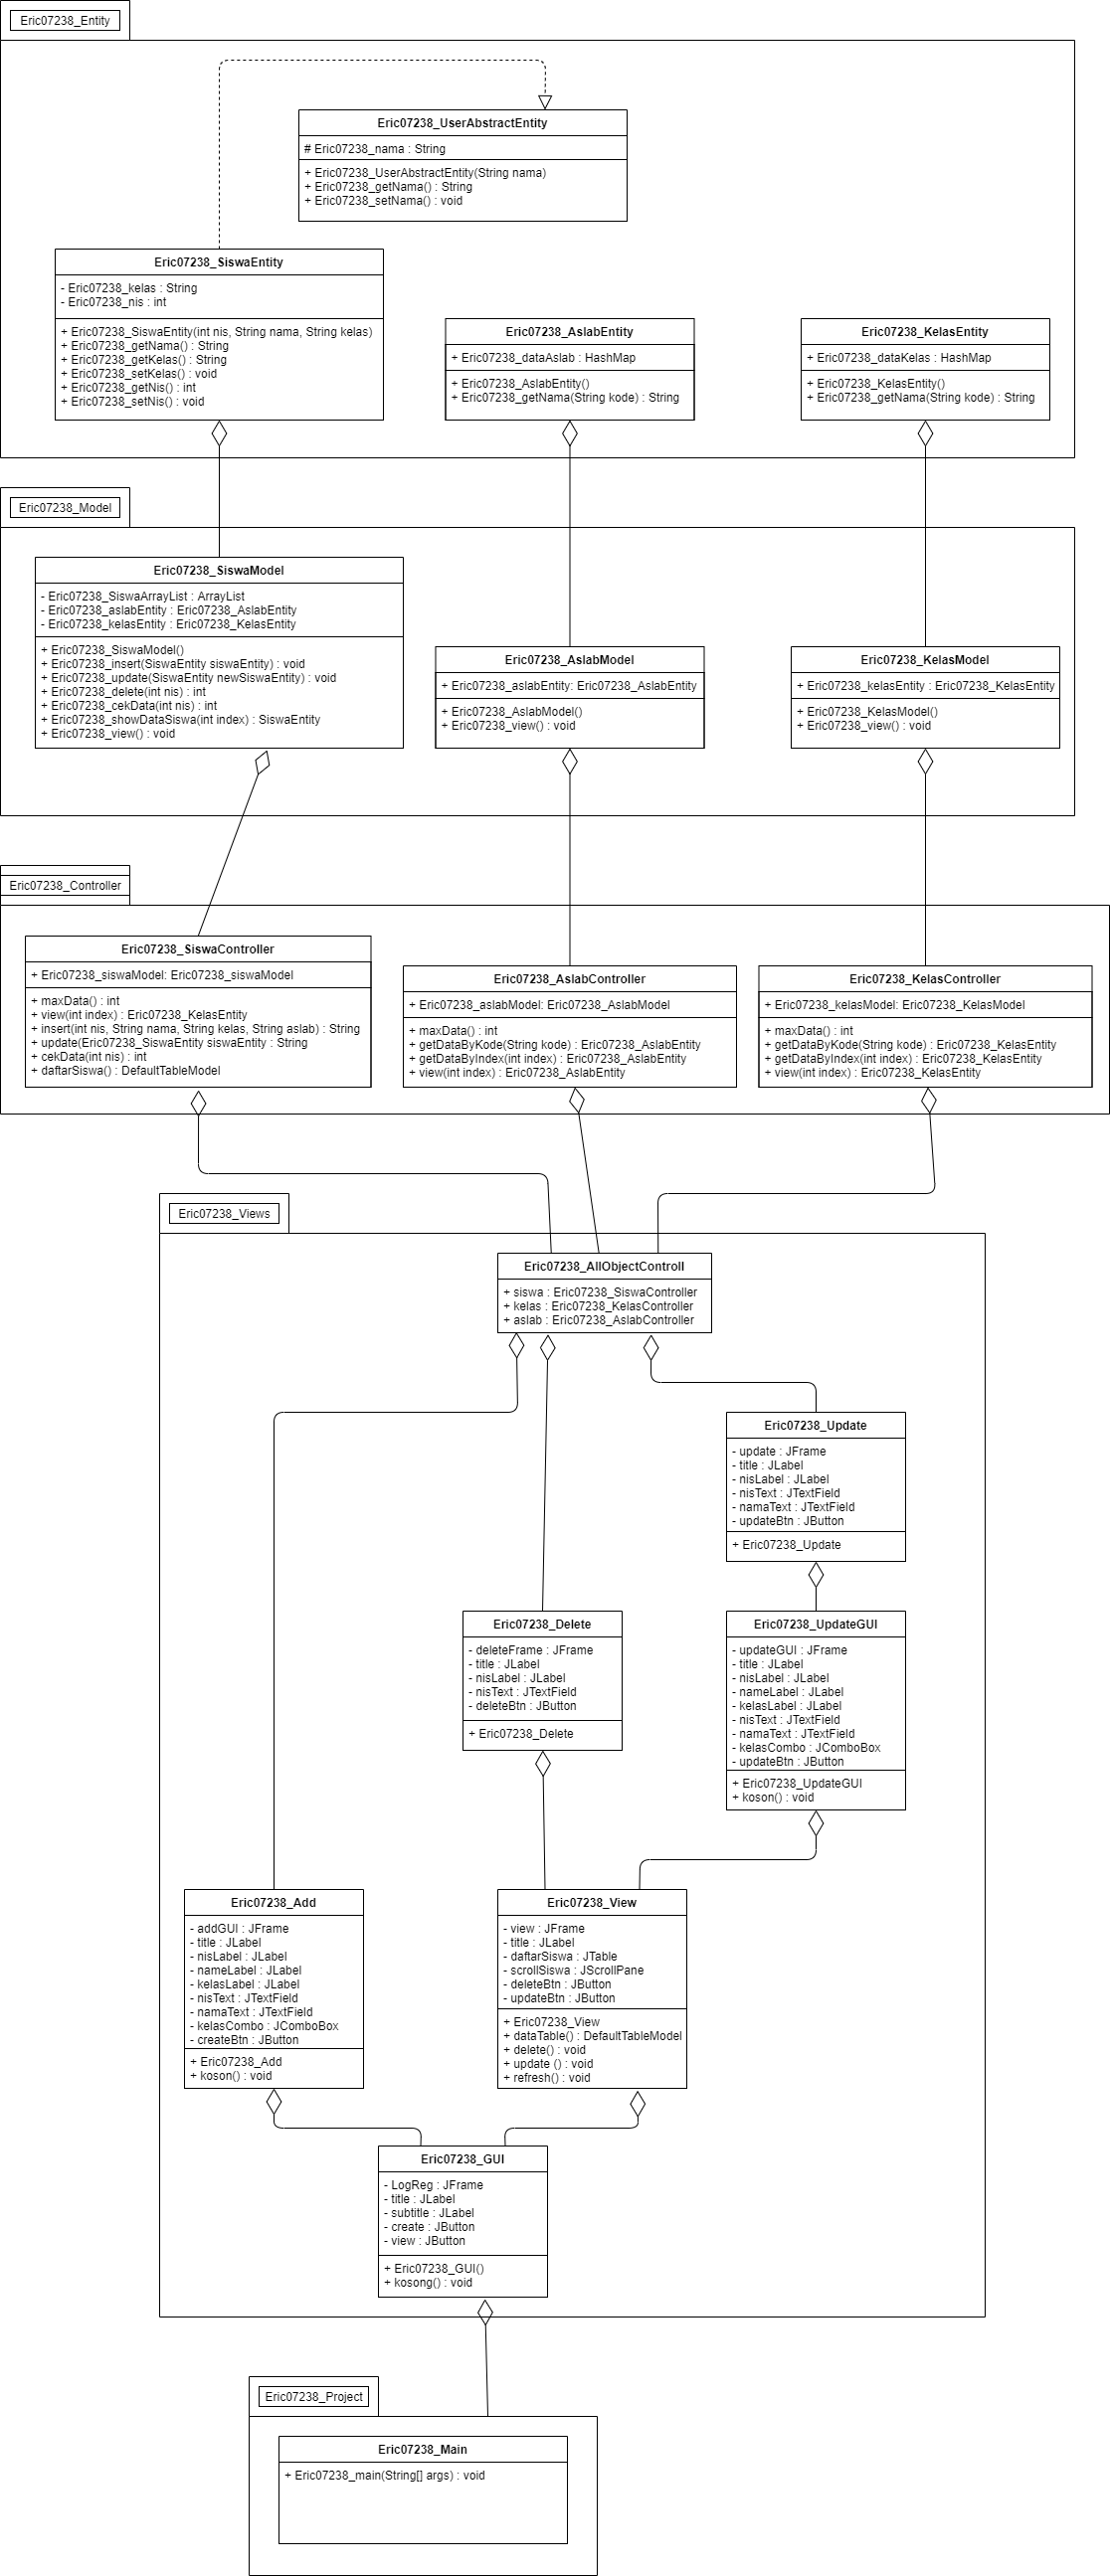 Eric07238_Entity
Eric07238_UserAbstractEntity
# Eric07238_nama : String
+ Eric07238_UserAbstractEntity(String nama)
+ Eric07238_getNama() : String
+ Eric07238_setNama() : void
Eric07238_SiswaEntity
- Eric07238_kelas : String
- Eric07238_nis : int
+ Eric07238_SiswaEntity(int nis, String nama, String kelas)
+ Eric07238_getNama() : String
+ Eric07238_getKelas() : String
+ Eric07238_setKelas() : void
+ Eric07238_getNis() : int
+ Eric07238_setNis() : void
Eric07238_AslabEntity
+ Eric07238_dataAslab : HashMap
+ Eric07238_AslabEntity()
+ Eric07238_getNama(String kode) : String
Eric07238_KelasEntity
+ Eric07238_dataKelas : HashMap
+ Eric07238_KelasEntity()
+ Eric07238_getNama(String kode) : String
Eric07238_Model
Eric07238_SiswaModel
- Eric07238_SiswaArrayList : ArrayList
- Eric07238_aslabEntity : Eric07238_AslabEntity
- Eric07238_kelasEntity : Eric07238_KelasEntity
+ Eric07238_SiswaModel()
+ Eric07238_insert(SiswaEntity siswaEntity) : void
+ Eric07238_update(SiswaEntity newSiswaEntity) : void
+ Eric07238_delete(int nis) : int
+ Eric07238_cekData(int nis) : int
+ Eric07238_showDataSiswa(int index) : SiswaEntity
+ Eric07238_view() : void
Eric07238_AslabModel
+ Eric07238_aslabEntity: Eric07238_AslabEntity
+ Eric07238_AslabModel()
+ Eric07238_view() : void
Eric07238_KelasModel
+ Eric07238_kelasEntity : Eric07238_KelasEntity
+ Eric07238_KelasModel()
+ Eric07238_view() : void
Eric07238_Controller
Eric07238_SiswaController
+ Eric07238_siswaModel: Eric07238_siswaModel
+ maxData() : int
+ view(int index) : Eric07238_KelasEntity
+ insert(int nis, String nama, String kelas, String aslab) : String
+ update(Eric07238_SiswaEntity siswaEntity : String
+ cekData(int nis) : int
+ daftarSiswa() : DefaultTableModel
Eric07238_AslabController
+ Eric07238_aslabModel: Eric07238_AslabModel
+ maxData() : int
+ getDataByKode(String kode) : Eric07238_AslabEntity
+ getDataByIndex(int index) : Eric07238_AslabEntity
+ view(int index) : Eric07238_AslabEntity
Eric07238_KelasController
+ Eric07238_kelasModel: Eric07238_KelasModel
+ maxData() : int
+ getDataByKode(String kode) : Eric07238_KelasEntity
+ getDataByIndex(int index) : Eric07238_KelasEntity
+ view(int index) : Eric07238_KelasEntity
Eric07238_Views
Eric07238_AllObjectControll
+ siswa : Eric07238_SiswaController
+ kelas : Eric07238_KelasController
+ aslab : Eric07238_AslabController
Eric07238_Update
- update : JFrame
- title : JLabel
- nisLabel : JLabel
- nisText : JTextField
- namaText : JTextField
- updateBtn : JButton
+ Eric07238_Update
Eric07238_Delete
- deleteFrame : JFrame
- title : JLabel
- nisLabel : JLabel
- nisText : JTextField
- deleteBtn : JButton
+ Eric07238_Delete
Eric07238_UpdateGUI
- updateGUI : JFrame
- title : JLabel
- nisLabel : JLabel
- nameLabel : JLabel
- kelasLabel : JLabel
- nisText : JTextField
- namaText : JTextField
- kelasCombo : JComboBox
- updateBtn : JButton
+ Eric07238_UpdateGUI
+ koson() : void
Eric07238_Add
- addGUI : JFrame
- title : JLabel
- nisLabel : JLabel
- nameLabel : JLabel
- kelasLabel : JLabel
- nisText : JTextField
- namaText : JTextField
- kelasCombo : JComboBox
- createBtn : JButton
+ Eric07238_Add
+ koson() : void
Eric07238_View
- view : JFrame
- title : JLabel
- daftarSiswa : JTable
- scrollSiswa : JScrollPane
- deleteBtn : JButton
- updateBtn : JButton
+ Eric07238_View
+ dataTable() : DefaultTableModel
+ delete() : void
+ update () : void
+ refresh() : void
Eric07238_GUI
- LogReg : JFrame
- title : JLabel
- subtitle : JLabel
- create : JButton
- view : JButton
+ Eric07238_GUI()
+ kosong() : void
Eric07238_Project
Eric07238_Main
+ Eric07238_main(String[] args) : void